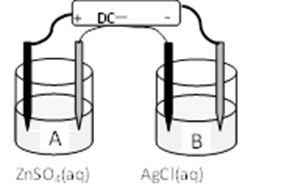 + DC— -
A B
ZnSO₄(aq) AgCl(aq)